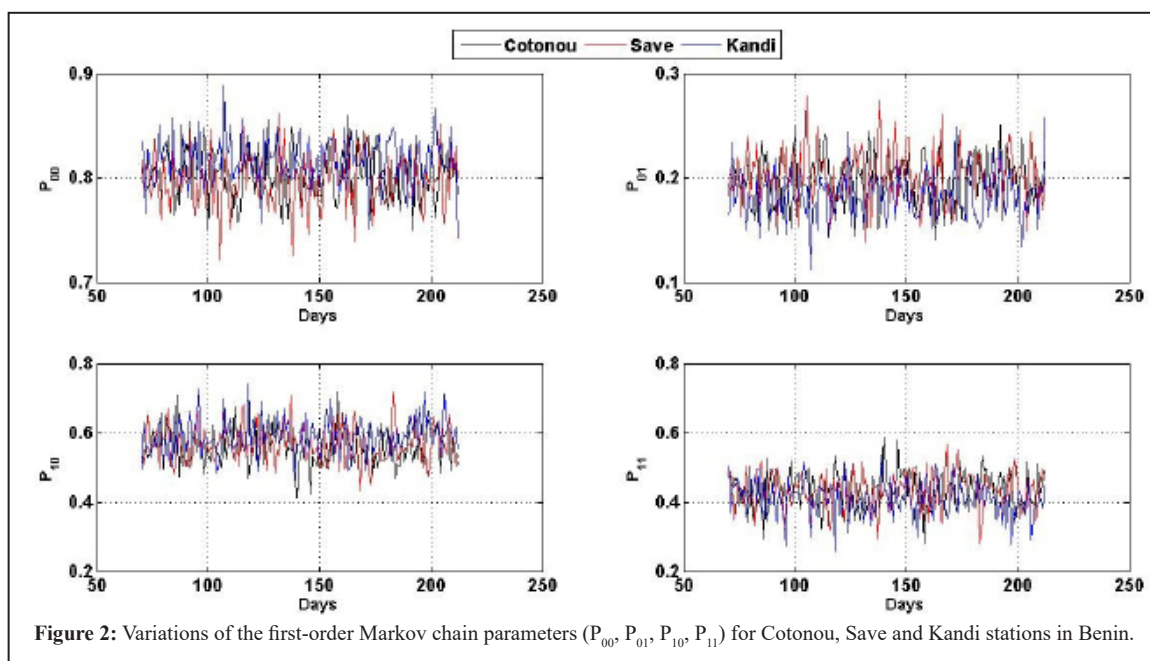 Cotonou Save Kandi
0.9
0.8
0.7
P00
50 100 150 200 250
Days
0.3
0.2
0.1
P01
50 100 150 200 250
Days
0.8
0.6
0.4
0.2
P10
50 100 150 200 250
Days
0.8
0.6
0.4
0.2
P11
50 100 150 200 250
Days
Figure 2: Variations of the first-order Markov chain parameters (P00, P01, P10, P11) for Cotonou, Save and Kandi stations in Benin.